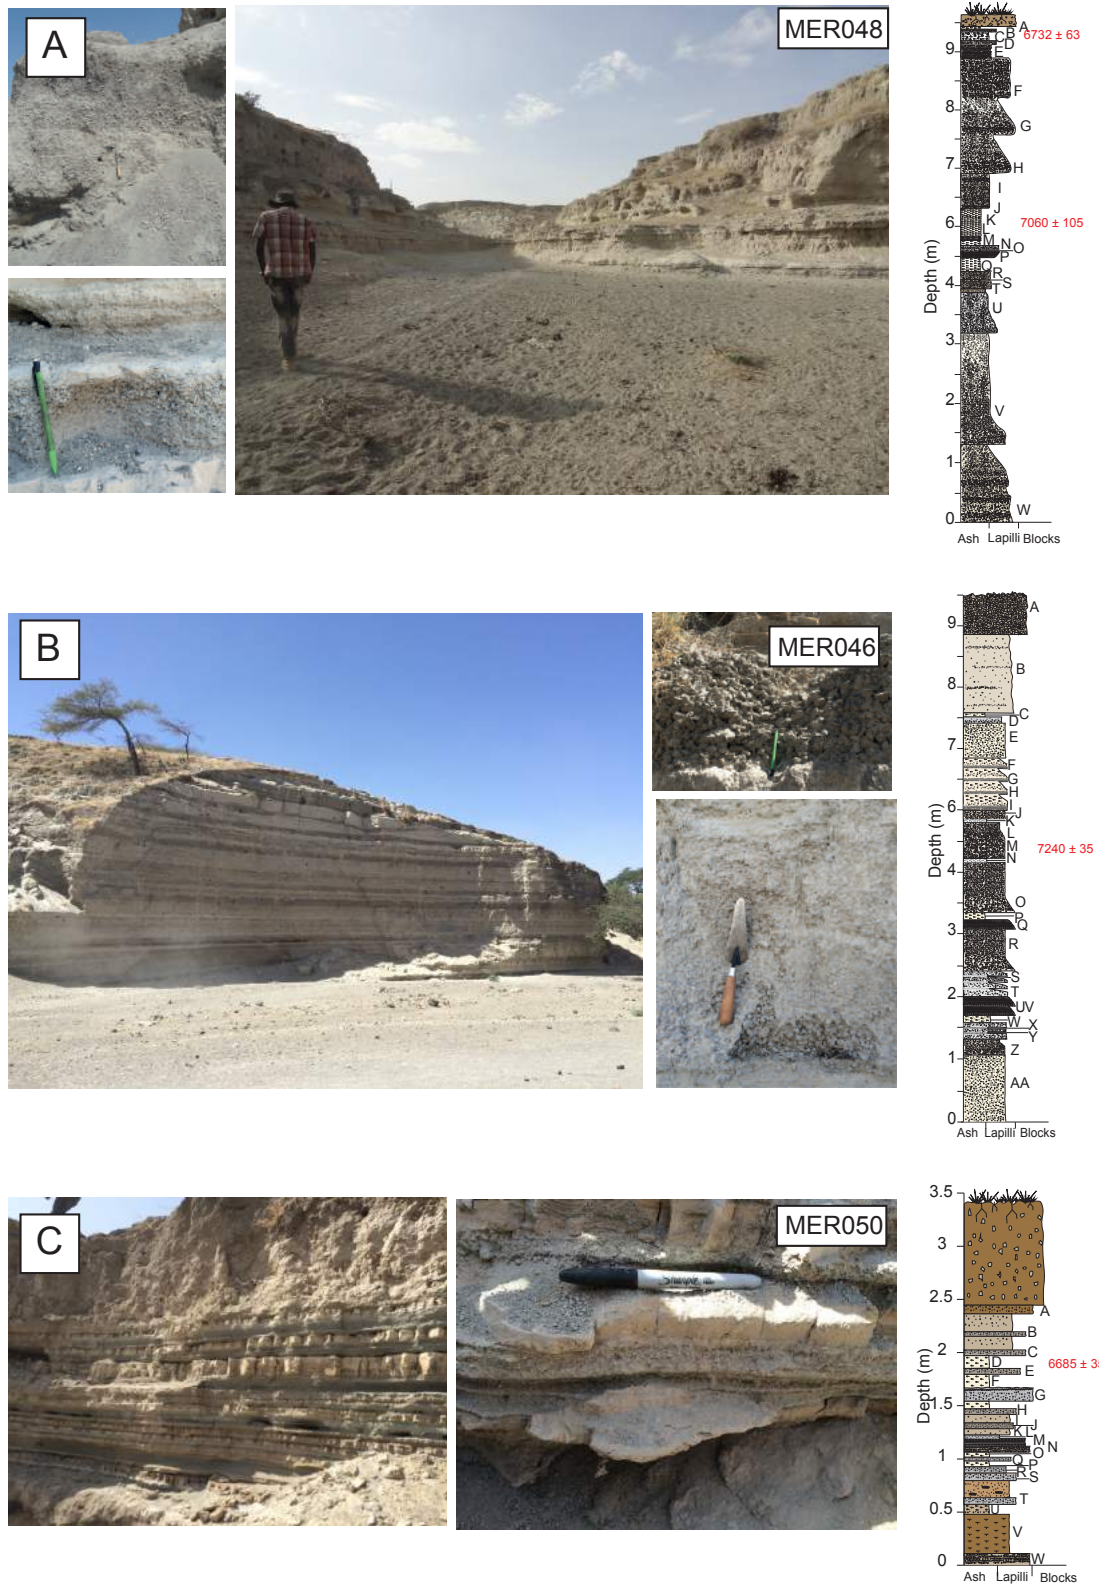 A
MER048
A
B
6732 ± 63
C
D
E
9
F
8
G
7
H
I
J
K
7060 ± 105
6
L
M
N
O
P
Q
R
S
T
4
U
Depth (m)
3
2
V
1
W
0
Ash
Lapilli
Blocks
B
MER046
A
9
B
8
C
D
E
7
F
G
H
I
6
J
K
L
M
7240 ± 35
N
4
Depth (m)
O
P
Q
3
R
S
T
2
UV
W
X
Y
Z
1
AA
0
Ash
Lapilli
Blocks
C
MER050
Sharpie
3.5
3
2.5
A
B
C
2
D
6685 ± 35
E
F
G
1.5
Depth (m)
H
I
J
K
L
M
N
O
1
Q
P
R
S
T
0.5
U
V
W
0
Ash
Lapilli
Blocks